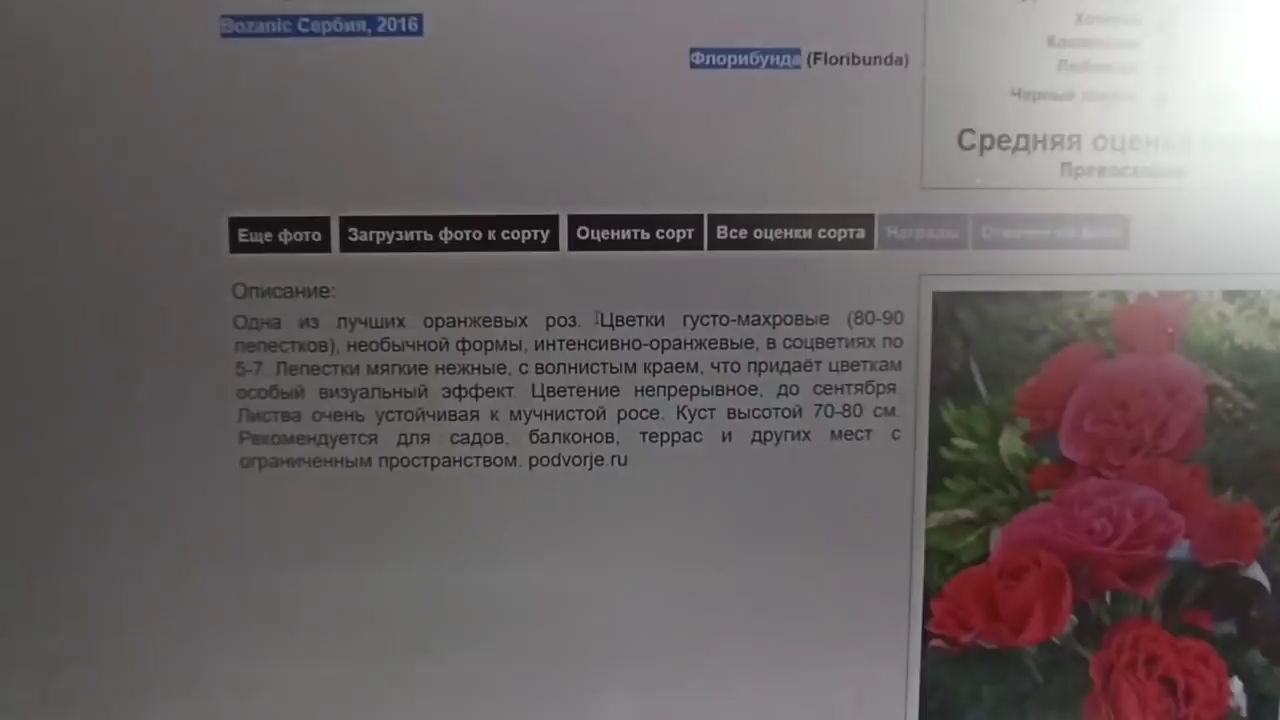 Bozanic Сербия, 2016
Флорибунда (Floribunda)
Черный
Средняя оценка
Еще фото
Загрузить фото к сорту
Оценить сорт
Все оценки сорта
Награды
Описание:
Одна из лучших оранжевых роз. Цветки густо-махровые (80-90
пепестков), необычной формы, интенсивно-оранжевые, в соцветиях по
5-7. Лепестки мягкие нежные, с волнистым краем, что придаёт цветкам
особый визуальный эффект. Цветение непрерывное, до сентября.
Листва очень устойчивая к мучнистой росе. Куст высотой 70-80 см.
Рекомендуется для садов, балконов, террас и других мест с
ограниченным пространством. podvorje.ru